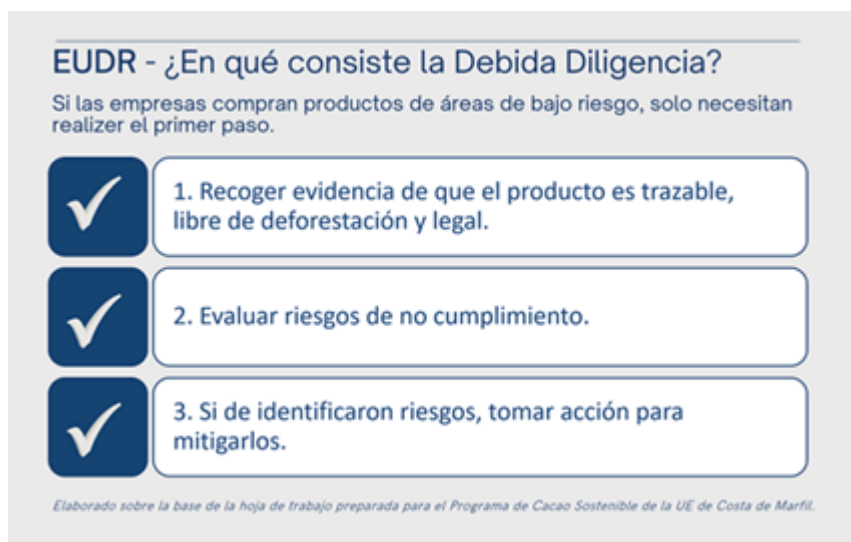 EUDR - ¿En qué consiste la Debida Diligencia?
Si las empresas compran productos de áreas de bajo riesgo, solo necesitan
realizer el primer paso.
1. Recoger evidencia de que el producto es trazable,
libre de deforestación y legal.
2. Evaluar riesgos de no cumplimiento.
3. Si de identificaron riesgos, tomar acción para
mitigarlos.
Elaborado sobre la base de la hoja de trabajo preparada para el Programa de Cacao Sostenible de la UE de Costa de Marfil.